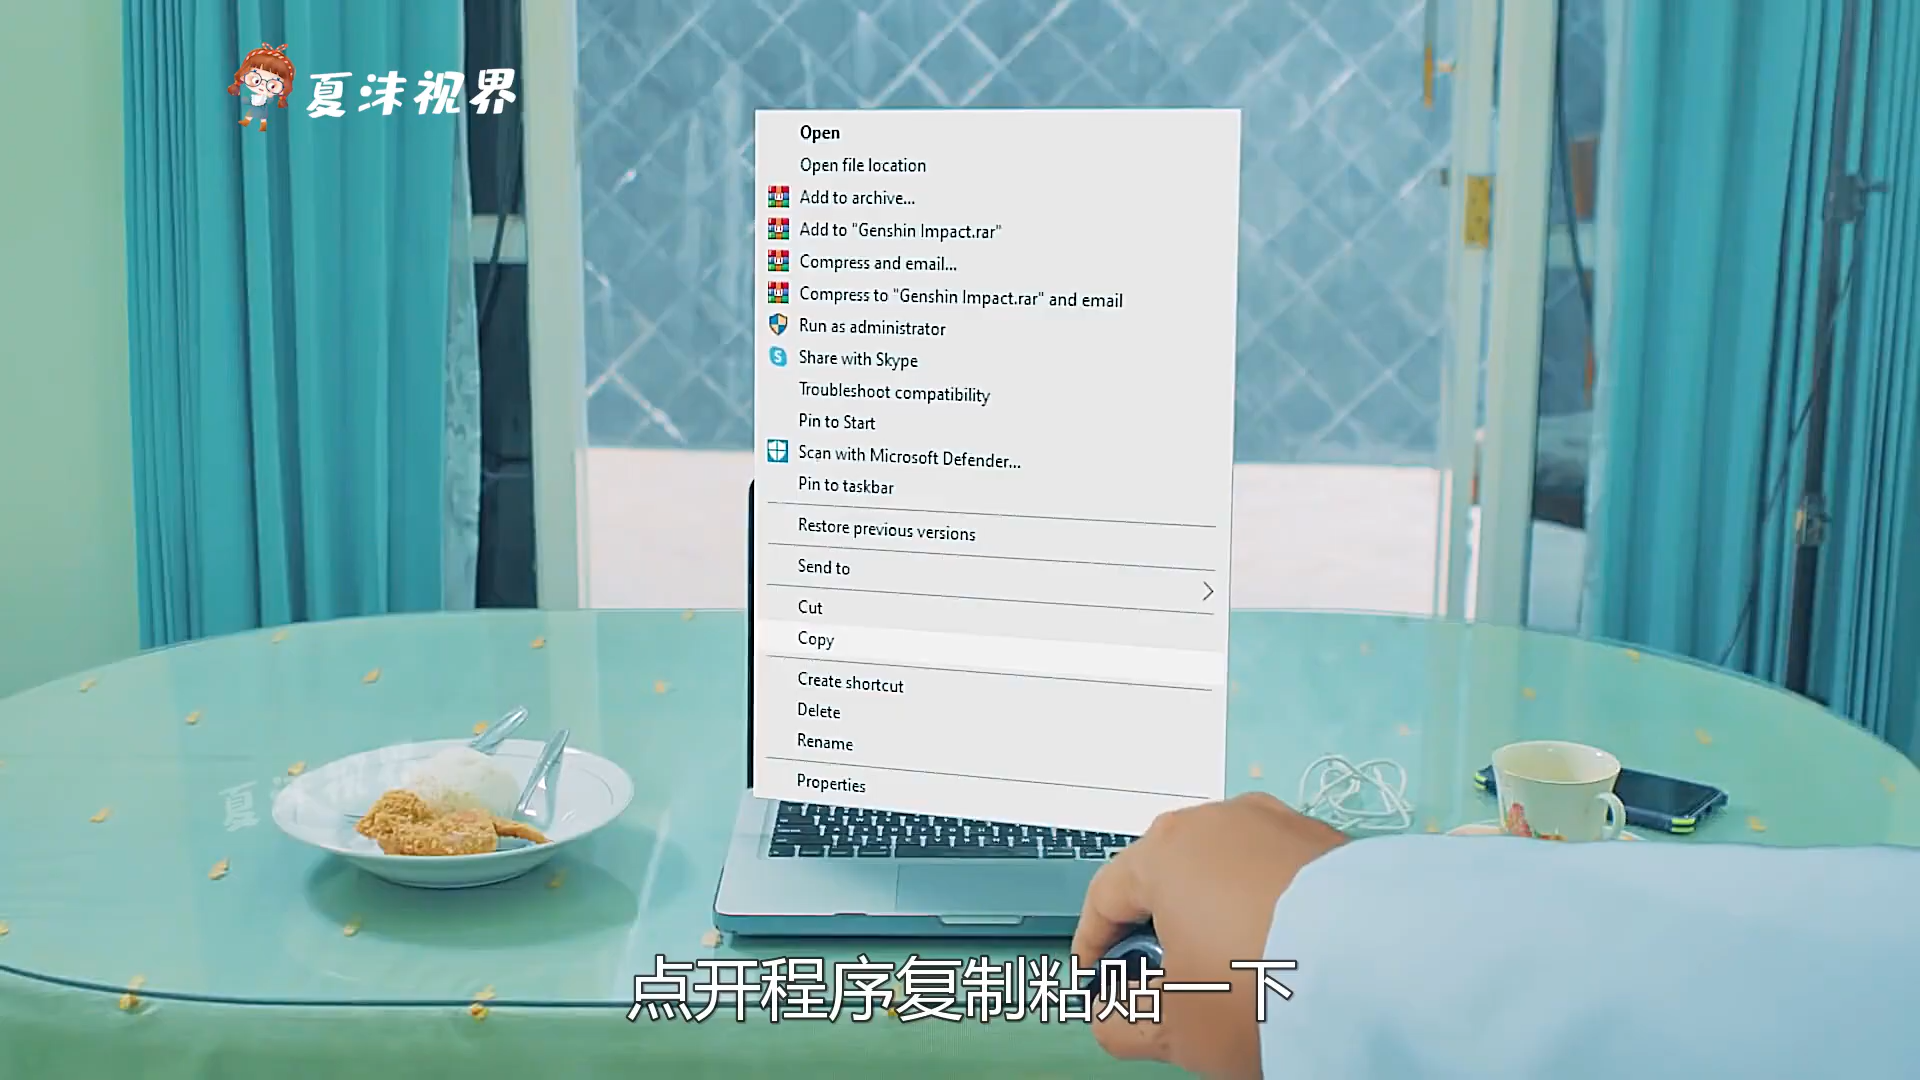 夏沫视界
Open
Open file location
Add to archive...
Add to "Genshin Impact.rar"
Compress and email...
Compress to "Genshin Impact.rar" and email
Run as administrator
Share with Skype
Troubleshoot compatibility
Pin to Start
Scan with Microsoft Defender...
Pin to taskbar
Restore previous versions
Send to
Cut
Copy
Create shortcut
Delete
Rename
Properties
点开程序复制粘贴一下